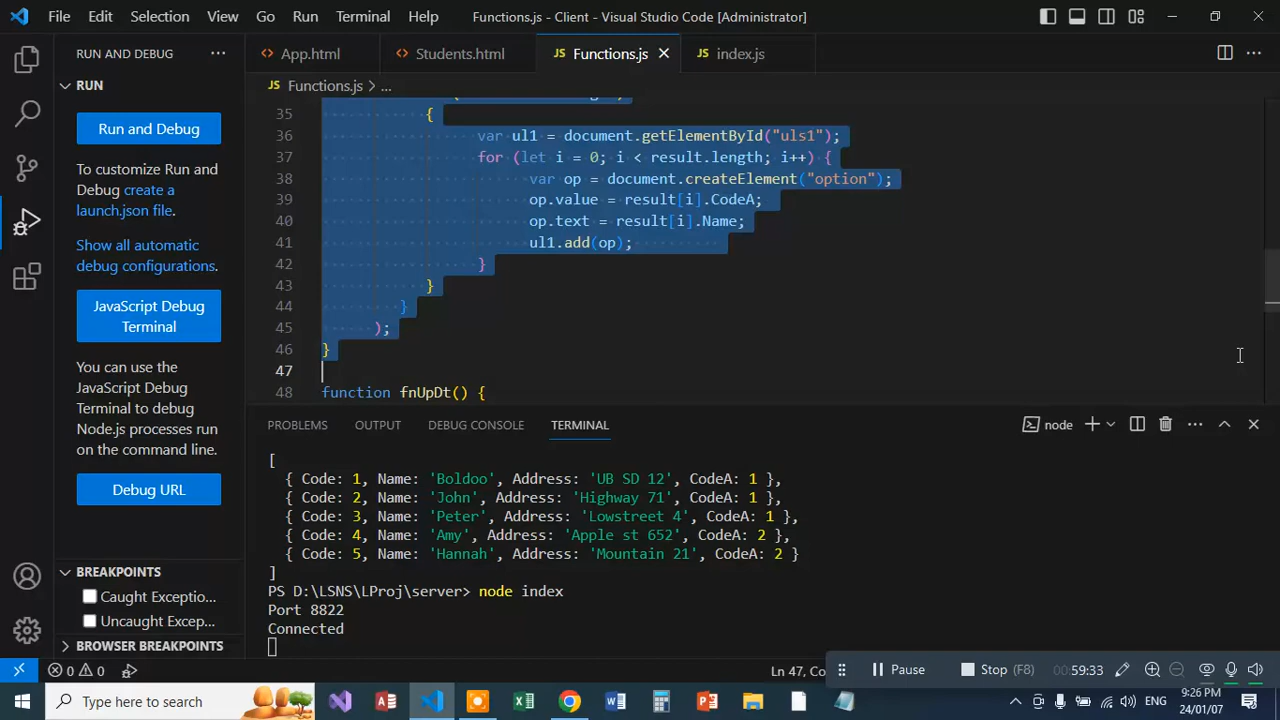 File Edit Selection View Go Run Terminal Help Functions.js - Client - Visual Studio Code [Administrator]
RUN AND DEBUG ···
App.html Students.html JS Functions.js × JS index.js ···
RUN
JS Functions.js > ...
Run and Debug
To customize Run and
Debug create a
launch.json file.
Show all automatic
debug configurations.
JavaScript Debug
Terminal
You can use the
JavaScript Debug
Terminal to debug
Node.js processes run
on the command line.
Debug URL
BREAKPOINTS
Caught Exceptio...
Uncaught Excep...
BROWSER BREAKPOINTS
35 {
36 var ul1 = document.getElementById("uls1");
37 for (let i = 0; i < result.length; i++) {
38 var op = document.createElement("option");
39 op.value = result[i].CodeA;
40 op.text = result[i].Name;
41 ul1.add(op);
42 }
43 }
44 }
45 );
46 }
47
48 function fnUpDt() {
PROBLEMS OUTPUT DEBUG CONSOLE TERMINAL node ···
[
{ Code: 1, Name: 'Boldoo', Address: 'UB SD 12', CodeA: 1 },
{ Code: 2, Name: 'John', Address: 'Highway 71', CodeA: 1 },
{ Code: 3, Name: 'Peter', Address: 'Lowstreet 4', CodeA: 1 },
{ Code: 4, Name: 'Amy', Address: 'Apple st 652', CodeA: 2 },
{ Code: 5, Name: 'Hannah', Address: 'Mountain 21', CodeA: 2 }
]
PS D:\LSNS\LProj\server> node index
Port 8822
Connected
0 0 Ln 47, Co
Pause Stop (F8) 00:59:33
Type here to search ENG 9:26 PM
24/01/07